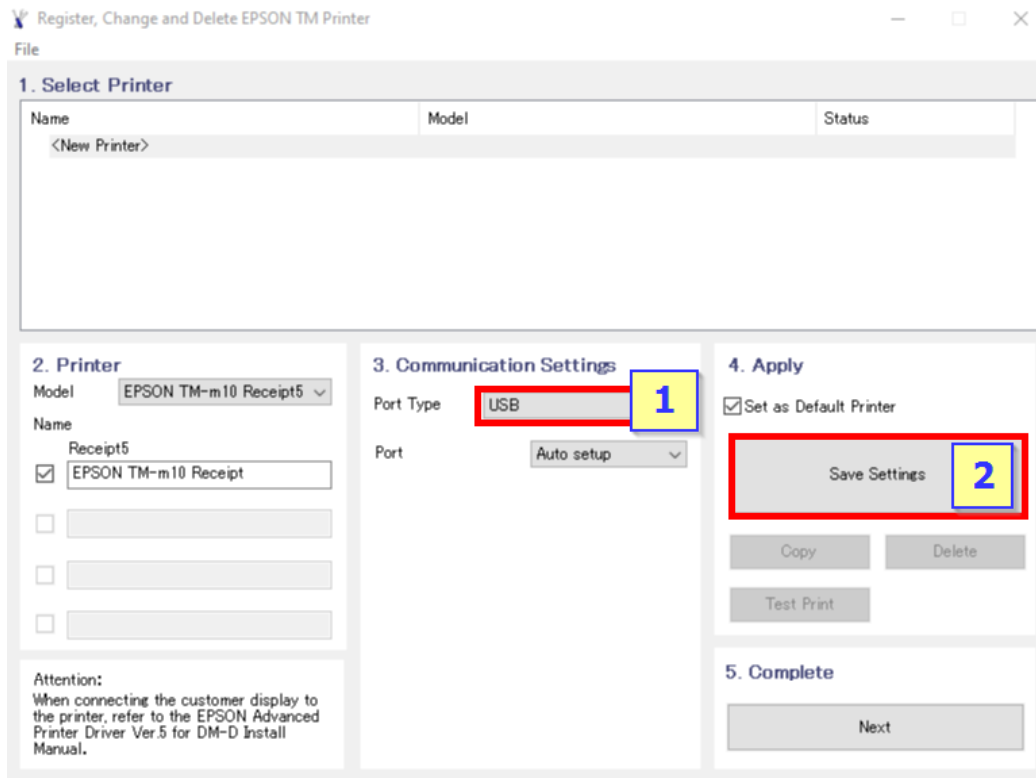 Register, Change and Delete EPSON TM Printer
File
1. Select Printer
Name Model Status
<New Printer>
2. Printer
Model EPSON TM-m10 Receipt5
Name
Receipt5
EPSON TM-m10 Receipt
Attention:
When connecting the customer display to
the printer, refer to the EPSON Advanced
Printer Driver Ver.5 for DM-D Install
Manual.
3. Communication Settings
Port Type USB 1
Port Auto setup
4. Apply
Set as Default Printer
Save Settings 2
Copy Delete
Test Print
5. Complete
Next